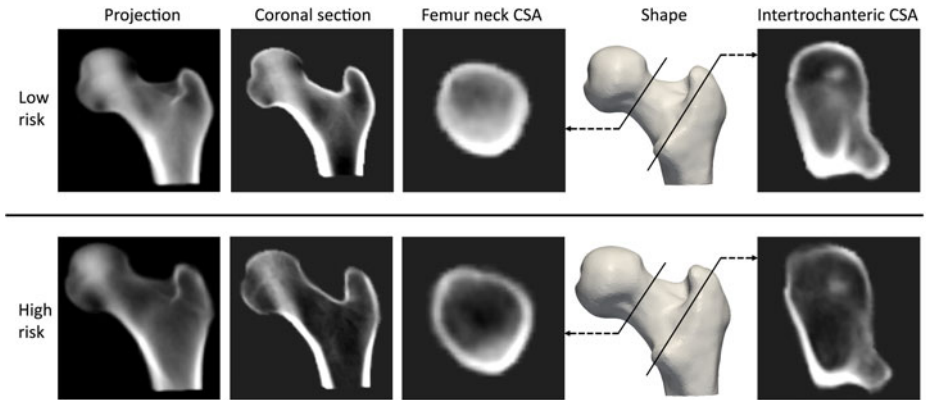 Projection
Coronal section
Femur neck CSA
Shape
Intertrochanteric CSA
Low
risk
High
risk